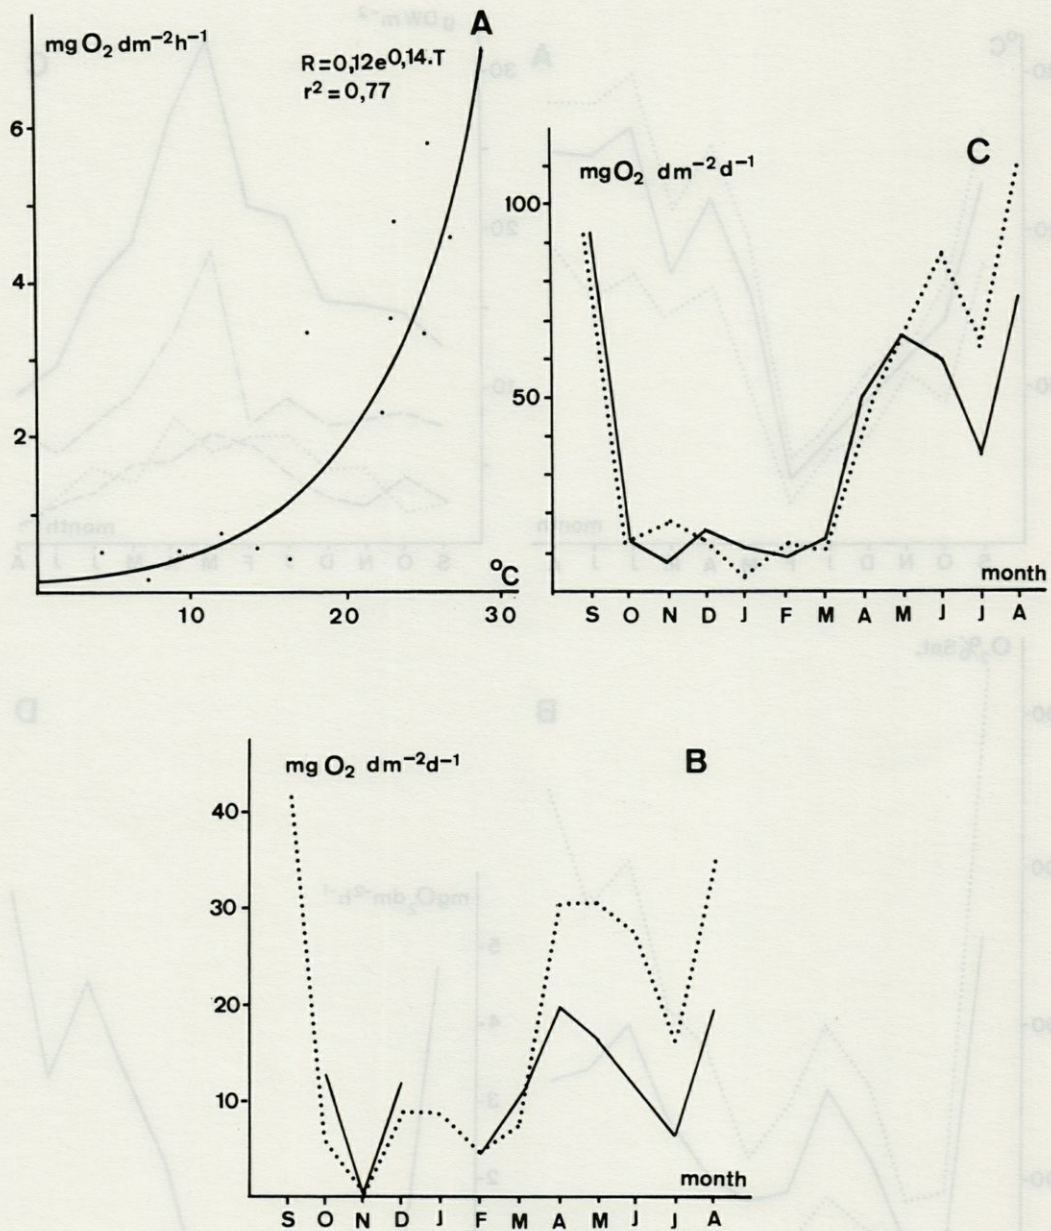 A
mg O₂ dm⁻² h⁻¹
R=0,12e0,14.T
r² = 0,77
6
4
2
°C
10 20 30
C
mg O₂ dm⁻² d⁻¹
100
50
month
S O N D J F M A M J J A
B
mg O₂ dm⁻² d⁻¹
40
30
20
10
month
S O N D J F M A M J J A